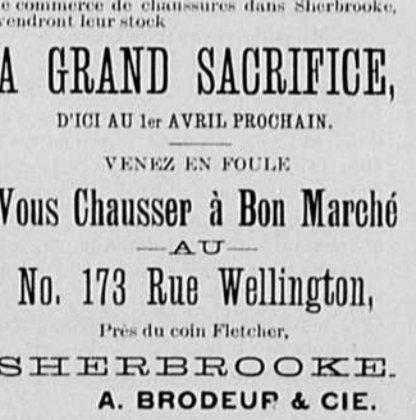 e commerce de chaussures dans Sherbrooke,
vendront leur stock
A GRAND SACRIFICE,
D'ICI AU 1er AVRIL PROCHAIN.
VENEZ EN FOULE
Vous Chausser à Bon Marché
—AU—
No. 173 Rue Wellington,
Près du coin Fletcher,
SHERBROOKE.
A. BRODEUR & CIE.